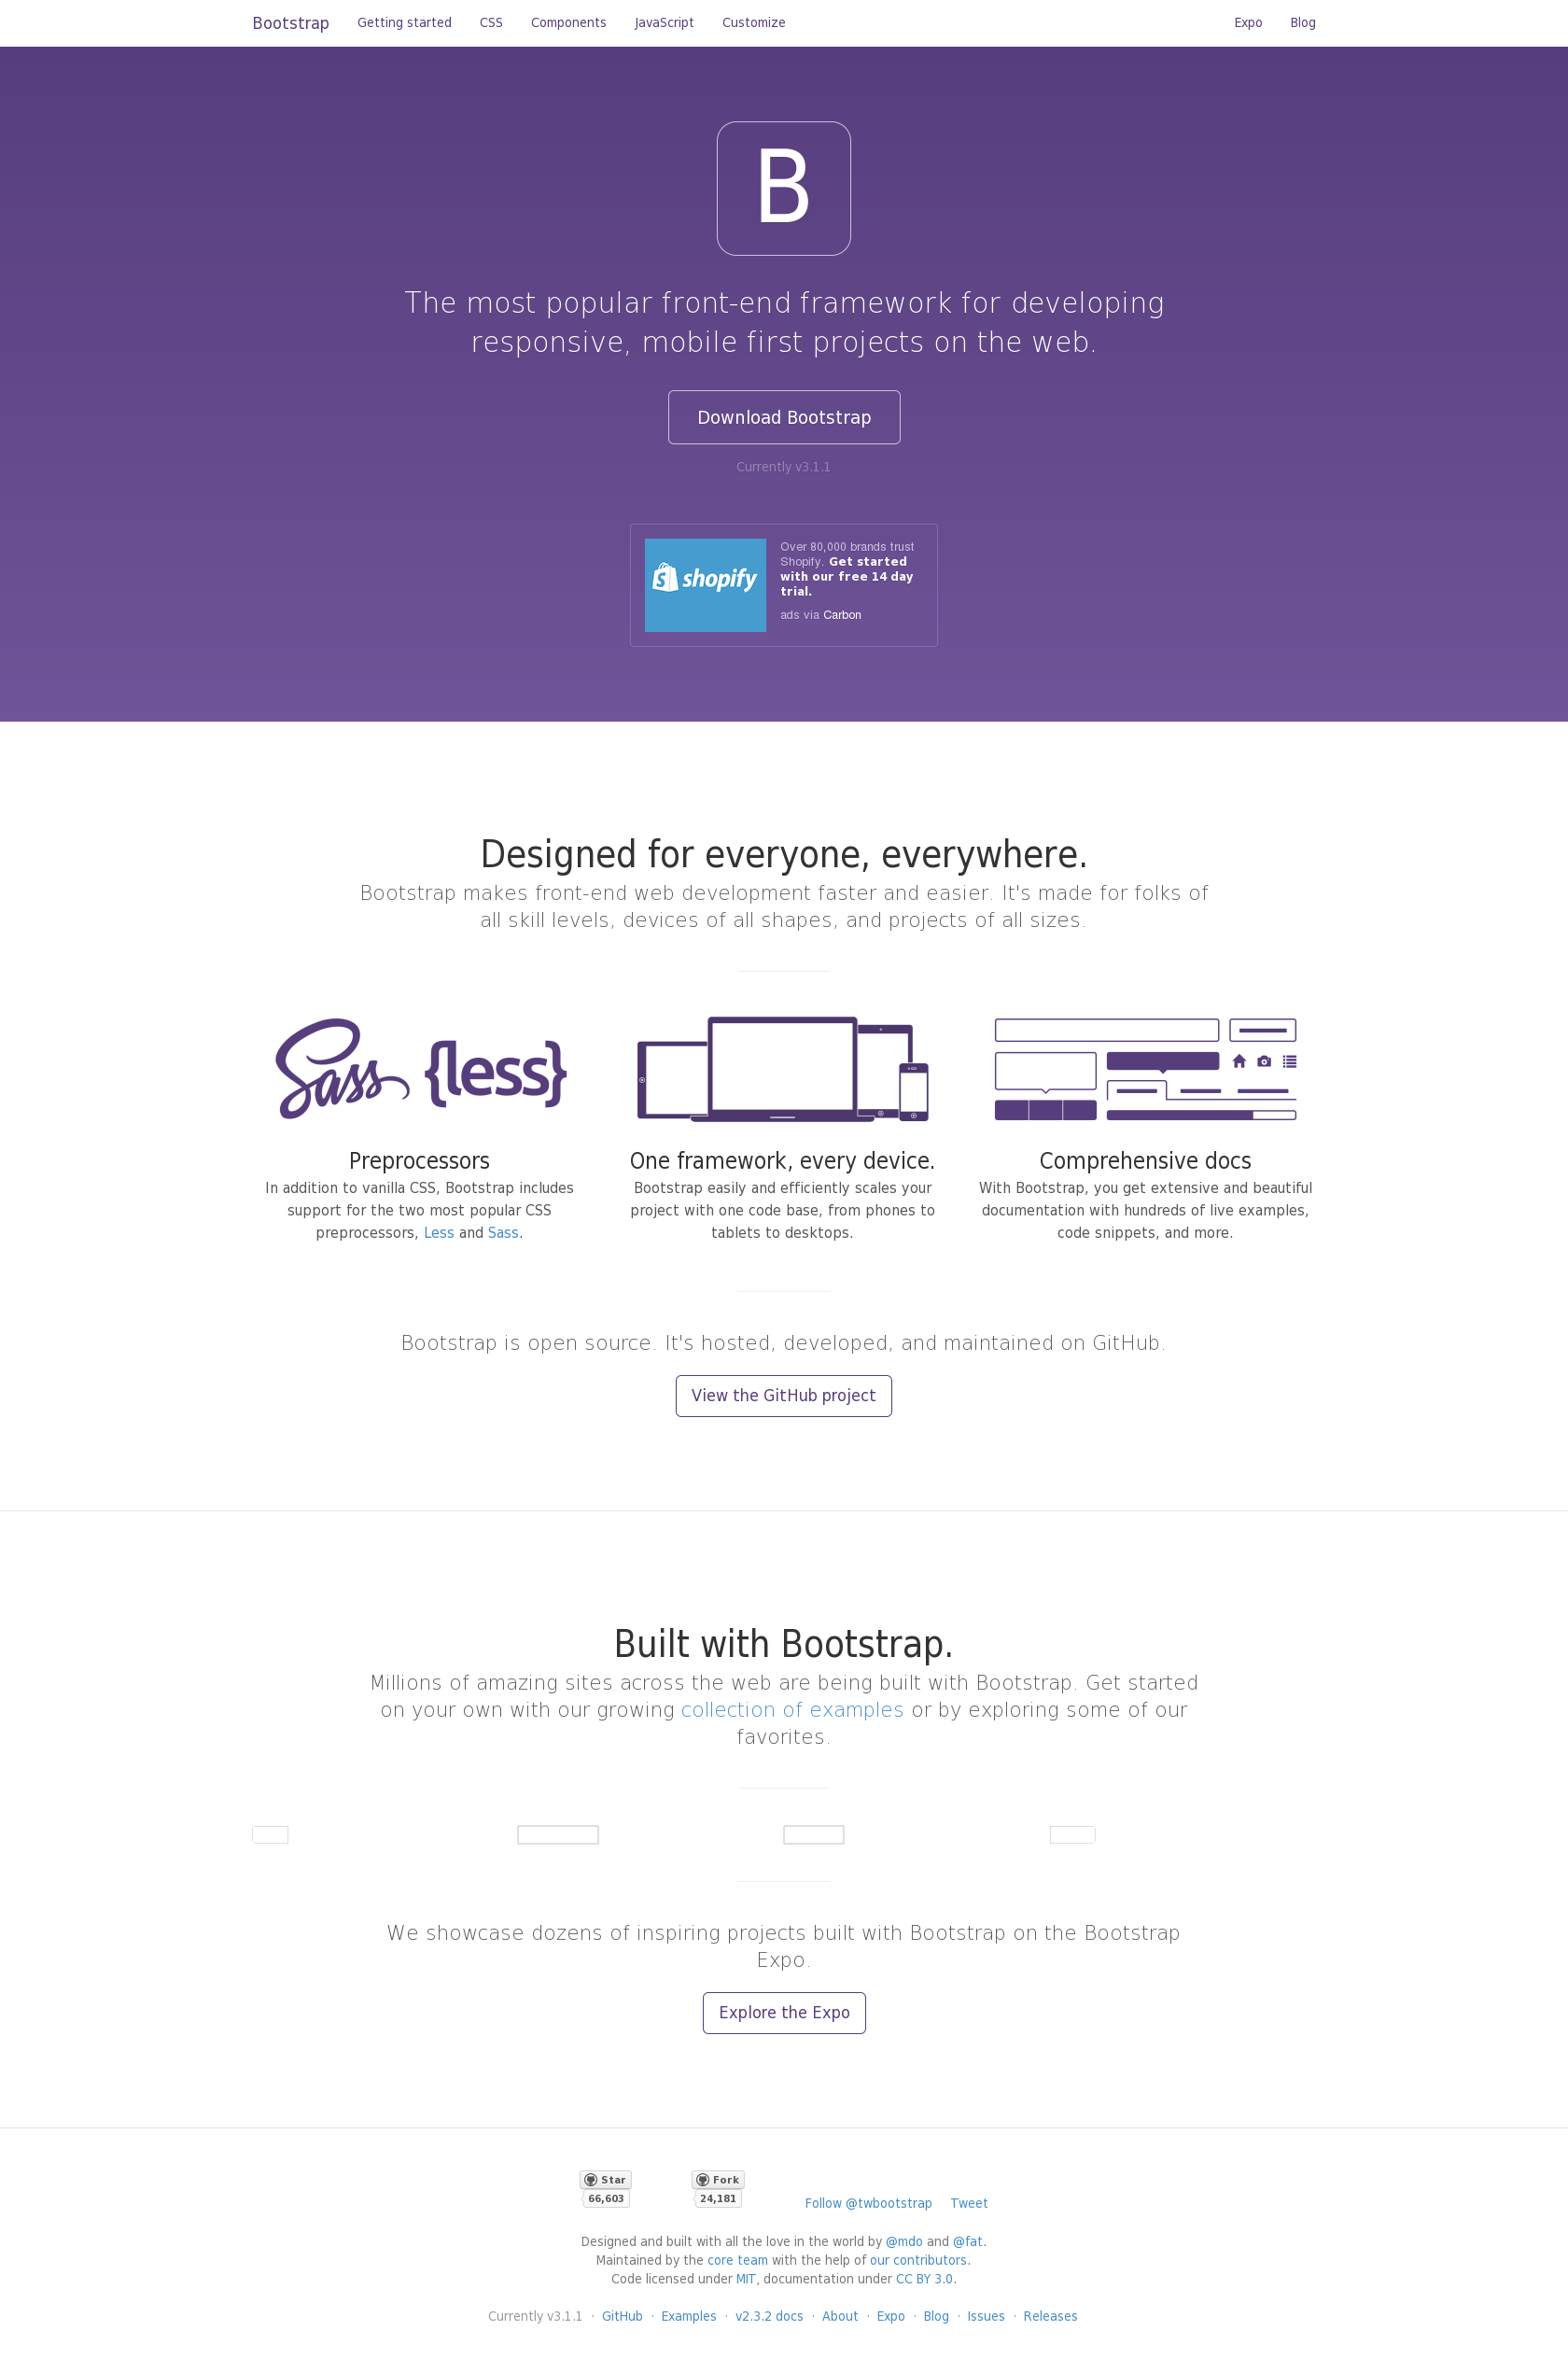 Bootstrap Getting started CSS Components JavaScript Customize Expo Blog
B
The most popular front-end framework for developing
responsive, mobile first projects on the web.
Download Bootstrap
Currently v3.1.1
shopify
Over 80,000 brands trust
Shopify. Get started
with our free 14 day
trial.
ads via Carbon
Designed for everyone, everywhere.
Bootstrap makes front-end web development faster and easier. It's made for folks of
all skill levels, devices of all shapes, and projects of all sizes.
Sass {less}
Preprocessors
In addition to vanilla CSS, Bootstrap includes
support for the two most popular CSS
preprocessors, Less and Sass.
One framework, every device.
Bootstrap easily and efficiently scales your
project with one code base, from phones to
tablets to desktops.
Comprehensive docs
With Bootstrap, you get extensive and beautiful
documentation with hundreds of live examples,
code snippets, and more.
Bootstrap is open source. It's hosted, developed, and maintained on GitHub.
View the GitHub project
Built with Bootstrap.
Millions of amazing sites across the web are being built with Bootstrap. Get started
on your own with our growing collection of examples or by exploring some of our
favorites.
We showcase dozens of inspiring projects built with Bootstrap on the Bootstrap
Expo.
Explore the Expo
Star
66,603
Fork
24,181
Follow @twbootstrap Tweet
Designed and built with all the love in the world by @mdo and @fat.
Maintained by the core team with the help of our contributors.
Code licensed under MIT, documentation under CC BY 3.0.
Currently v3.1.1 · GitHub · Examples · v2.3.2 docs · About · Expo · Blog · Issues · Releases